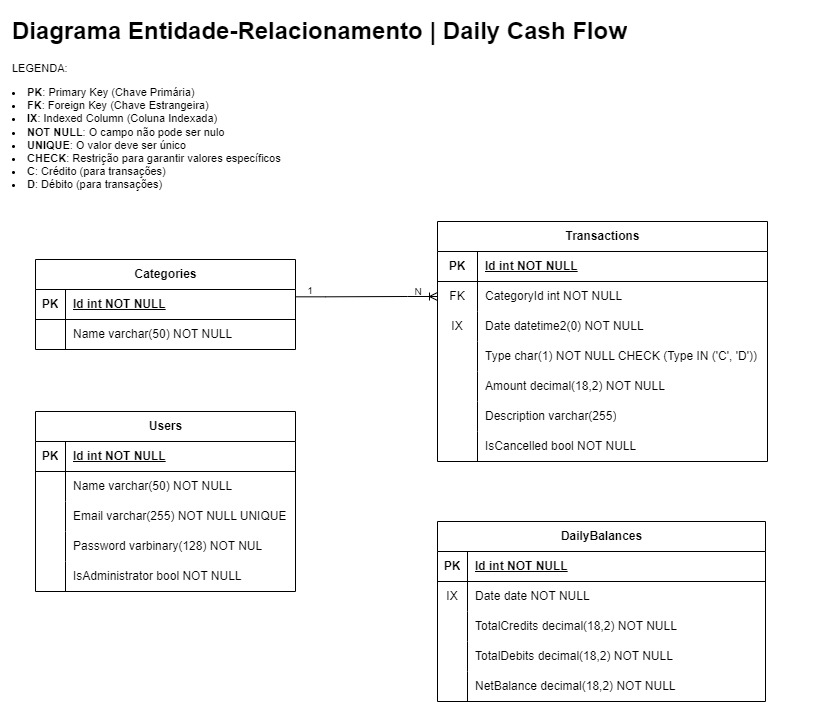 Diagrama Entidade-Relacionamento | Daily Cash Flow
LEGENDA:
• PK: Primary Key (Chave Primária)
• FK: Foreign Key (Chave Estrangeira)
• IX: Indexed Column (Coluna Indexada)
• NOT NULL: O campo não pode ser nulo
• UNIQUE: O valor deve ser único
• CHECK: Restrição para garantir valores específicos
• C: Crédito (para transações)
• D: Débito (para transações)
Categories
PK Id int NOT NULL
Name varchar(50) NOT NULL
1 N
Transactions
PK Id int NOT NULL
FK CategoryId int NOT NULL
IX Date datetime2(0) NOT NULL
Type char(1) NOT NULL CHECK (Type IN ('C', 'D'))
Amount decimal(18,2) NOT NULL
Description varchar(255)
IsCancelled bool NOT NULL
Users
PK Id int NOT NULL
Name varchar(50) NOT NULL
Email varchar(255) NOT NULL UNIQUE
Password varbinary(128) NOT NUL
IsAdministrator bool NOT NULL
DailyBalances
PK Id int NOT NULL
IX Date date NOT NULL
TotalCredits decimal(18,2) NOT NULL
TotalDebits decimal(18,2) NOT NULL
NetBalance decimal(18,2) NOT NULL